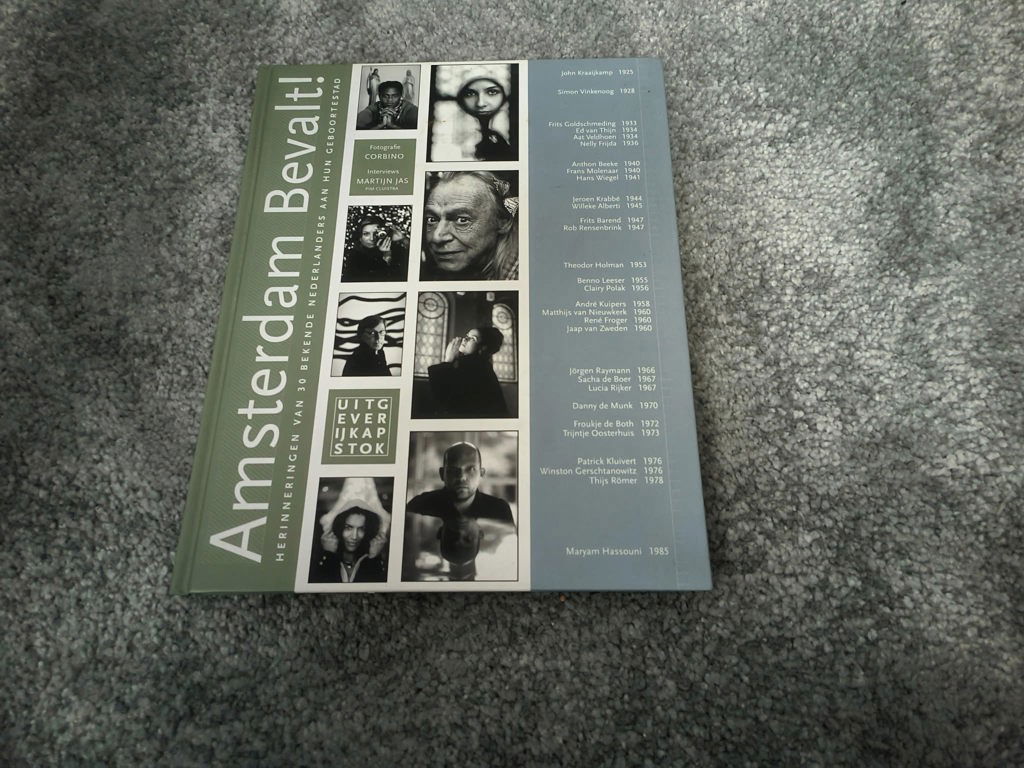 Amsterdam Bevalt!
HERINNERINGEN VAN 30 BEKENDE NEDERLANDERS AAN HUN GEBOORTESTAD
Fotografie
CORBINO
Interviews
MARTIJN JAS
PIM CLUISTRA
UITG
EVER
IJKAP
STOK
John Kraaijkamp 1925
Simon Vinkenoog 1928
Frits Goldschmeding 1933
Ed van Thijn 1934
Aat Veldhoen 1934
Nelly Frijda 1936
Anthon Beeke 1940
Frans Molenaar 1940
Hans Wiegel 1941
Jeroen Krabbé 1944
Willeke Alberti 1945
Frits Barend 1947
Rob Rensenbrink 1947
Theodor Holman 1953
Benno Leeser 1955
Clairy Polak 1956
André Kuipers 1958
Matthijs van Nieuwkerk 1960
René Froger 1960
Jaap van Zweden 1960
Jörgen Raymann 1966
Sacha de Boer 1967
Lucia Rijker 1967
Danny de Munk 1970
Froukje de Both 1972
Trijntje Oosterhuis 1973
Patrick Kluivert 1976
Winston Gerschtanowitz 1976
Thijs Römer 1978
Maryam Hassouni 1985